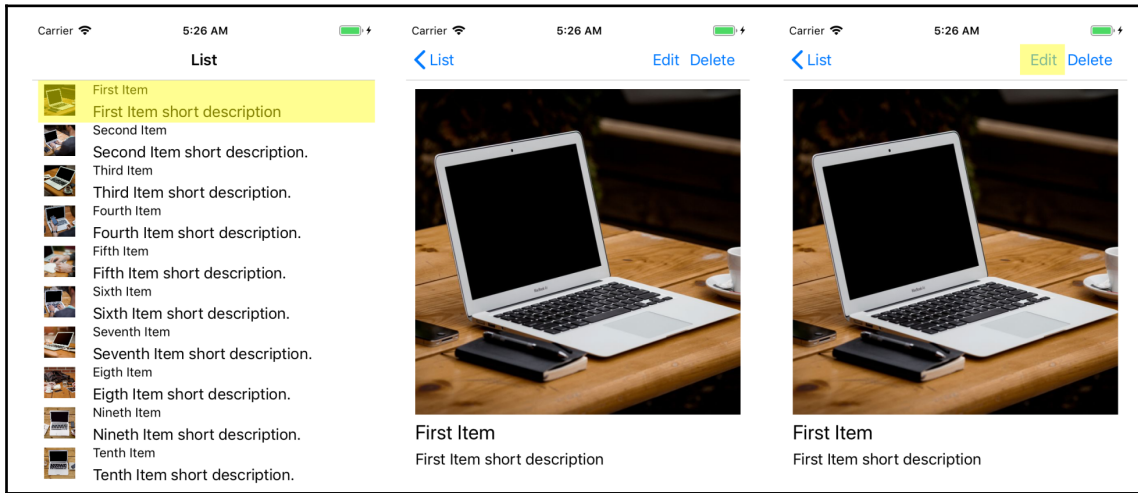 Carrier 5:26 AM
List
First Item
First Item short description
Second Item
Second Item short description.
Third Item
Third Item short description.
Fourth Item
Fourth Item short description.
Fifth Item
Fifth Item short description.
Sixth Item
Sixth Item short description.
Seventh Item
Seventh Item short description.
Eigth Item
Eigth Item short description.
Nineth Item
Nineth Item short description.
Tenth Item
Tenth Item short description.
Carrier 5:26 AM
List Edit Delete
First Item
First Item short description
Carrier 5:26 AM
List Edit Delete
First Item
First Item short description